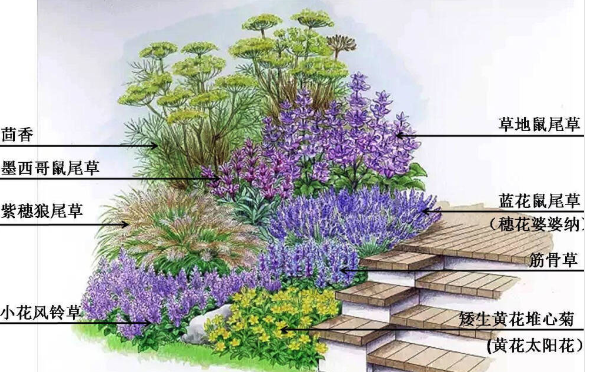 茴香
草地鼠尾草
墨西哥鼠尾草
紫穗狼尾草
蓝花鼠尾草
（穗花婆婆纳）
筋骨草
小花风铃草
矮生黄花堆心菊
(黄花太阳花）